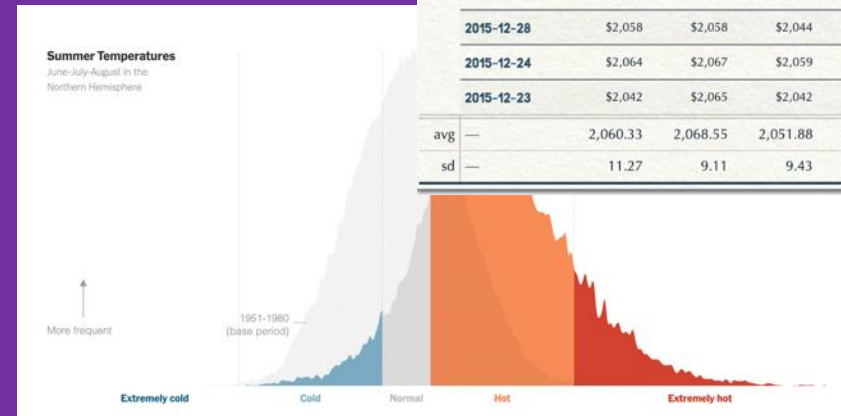 Summer Temperatures
June-July-August in the
Northern Hemisphere
2015-12-28 $2,058 $2,058 $2,044
2015-12-24 $2,064 $2,067 $2,059
2015-12-23 $2,042 $2,065 $2,042
avg — 2,060.33 2,068.55 2,051.88
sd — 11.27 9.11 9.43
1951-1980
(base period)
More frequent
Extremely cold Cold Normal Hot Extremely hot